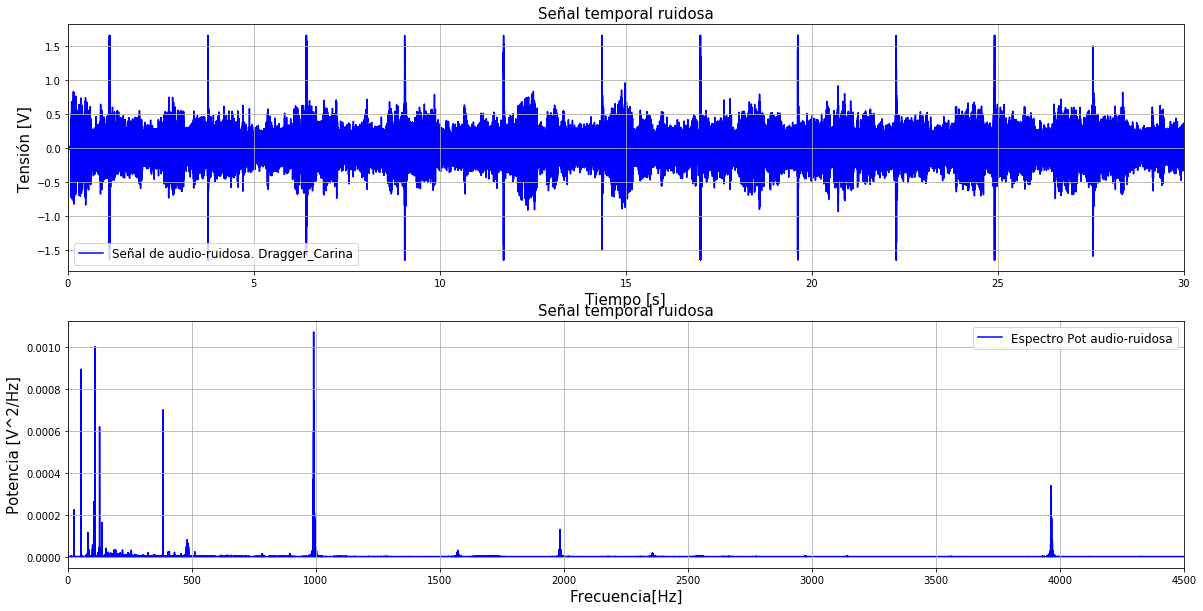 Señal temporal ruidosa
Tensión [V]
1.5
1.0
0.5
0.0
−0.5
−1.0
−1.5
Señal de audio-ruidosa. Dragger_Carina
0 5 10 15 20 25 30
Tiempo [s]
Señal temporal ruidosa
Potencia [V^2/Hz]
0.0010
0.0008
0.0006
0.0004
0.0002
0.0000
Espectro Pot audio-ruidosa
0 500 1000 1500 2000 2500 3000 3500 4000 4500
Frecuencia[Hz]